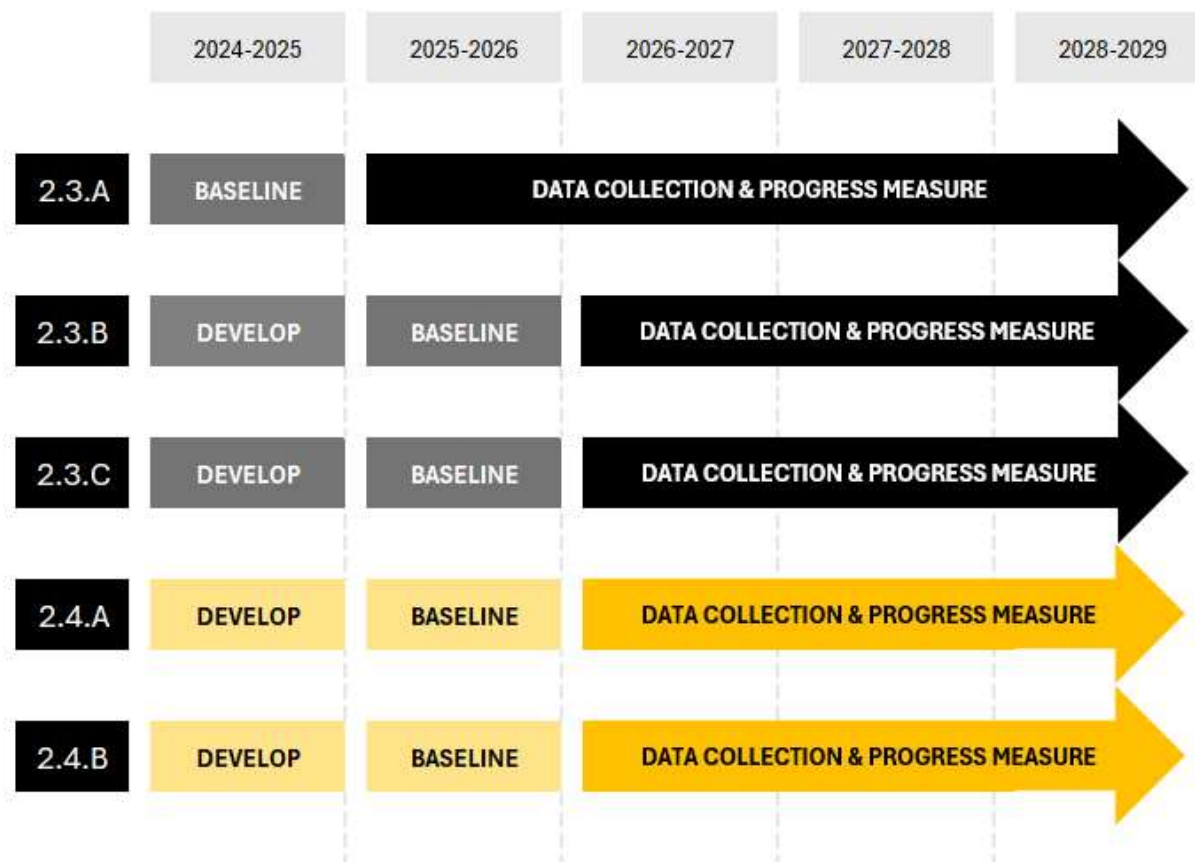 2024-2025 2025-2026 2026-2027 2027-2028 2028-2029
2.3.A BASELINE DATA COLLECTION & PROGRESS MEASURE
2.3.B DEVELOP BASELINE DATA COLLECTION & PROGRESS MEASURE
2.3.C DEVELOP BASELINE DATA COLLECTION & PROGRESS MEASURE
2.4.A DEVELOP BASELINE DATA COLLECTION & PROGRESS MEASURE
2.4.B DEVELOP BASELINE DATA COLLECTION & PROGRESS MEASURE